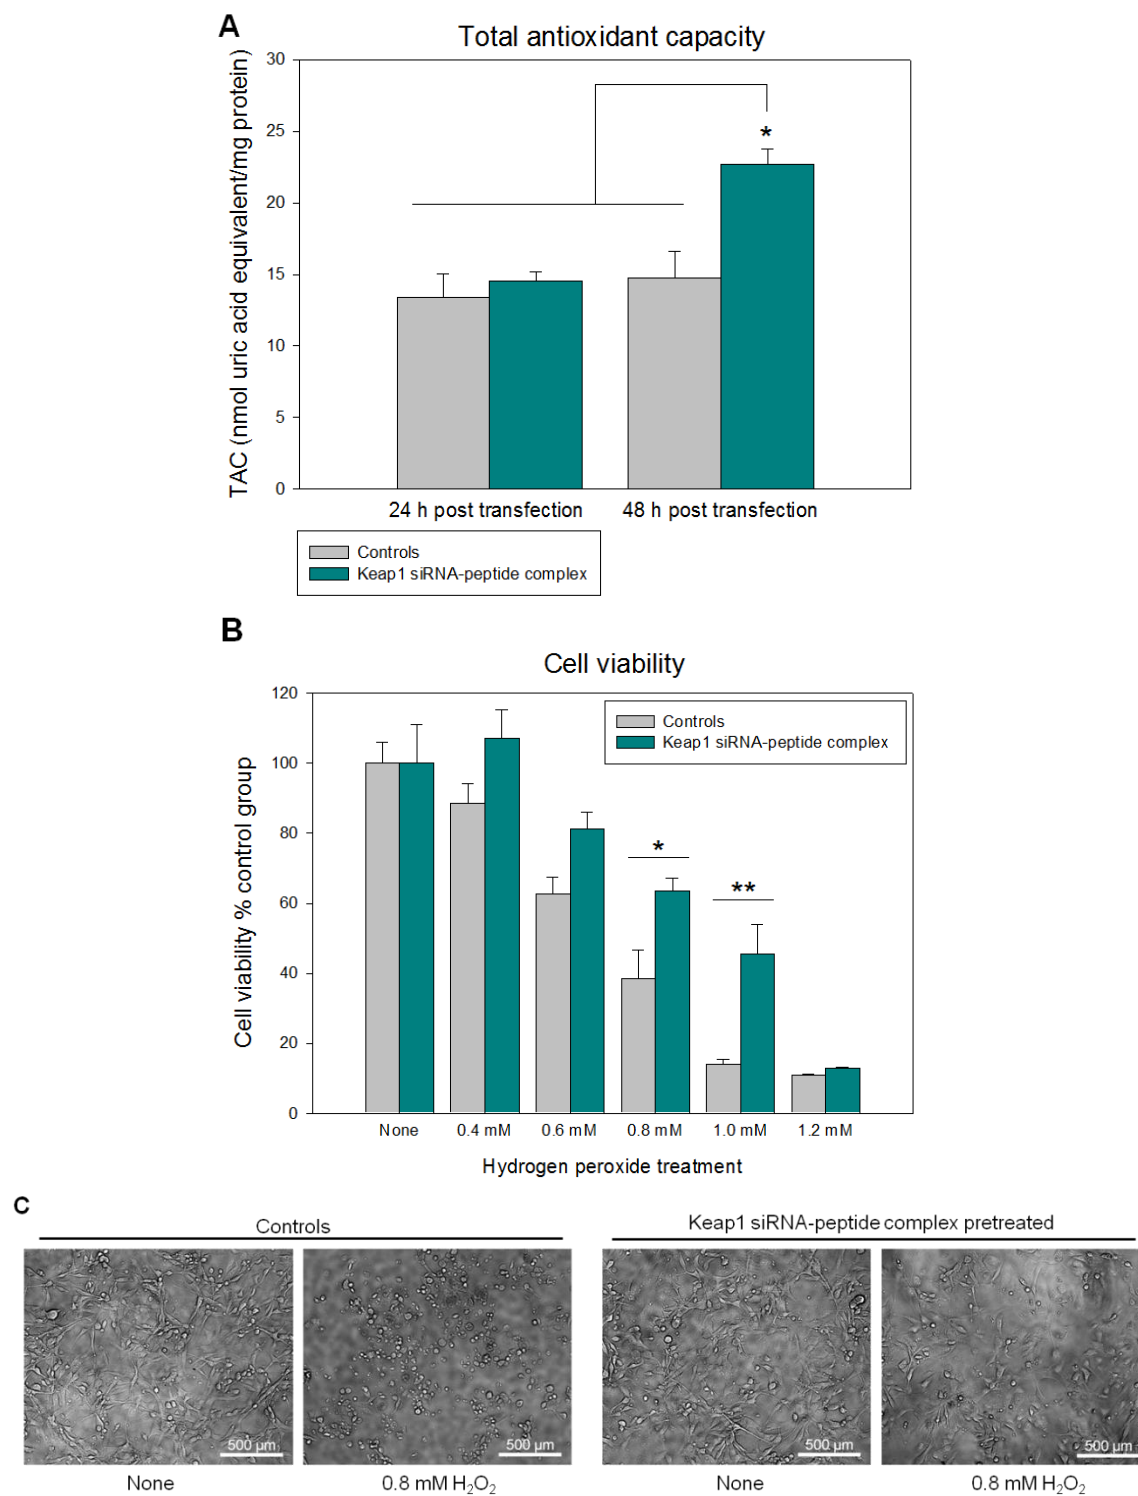 A
Total antioxidant capacity
TAC (nmol uric acid equivalent/mg protein)
30
25
20
15
10
5
0
*
24 h post transfection 48 h post transfection
Controls
Keap1 siRNA-peptide complex
B
Cell viability
Cell viability % control group
120
100
80
60
40
20
0
Controls
Keap1 siRNA-peptide complex
*
**
None 0.4 mM 0.6 mM 0.8 mM 1.0 mM 1.2 mM
Hydrogen peroxide treatment
C
Controls
Keap1 siRNA-peptide complex pretreated
500 µm
500 µm
500 µm
500 µm
None
0.8 mM H₂O₂
None
0.8 mM H₂O₂